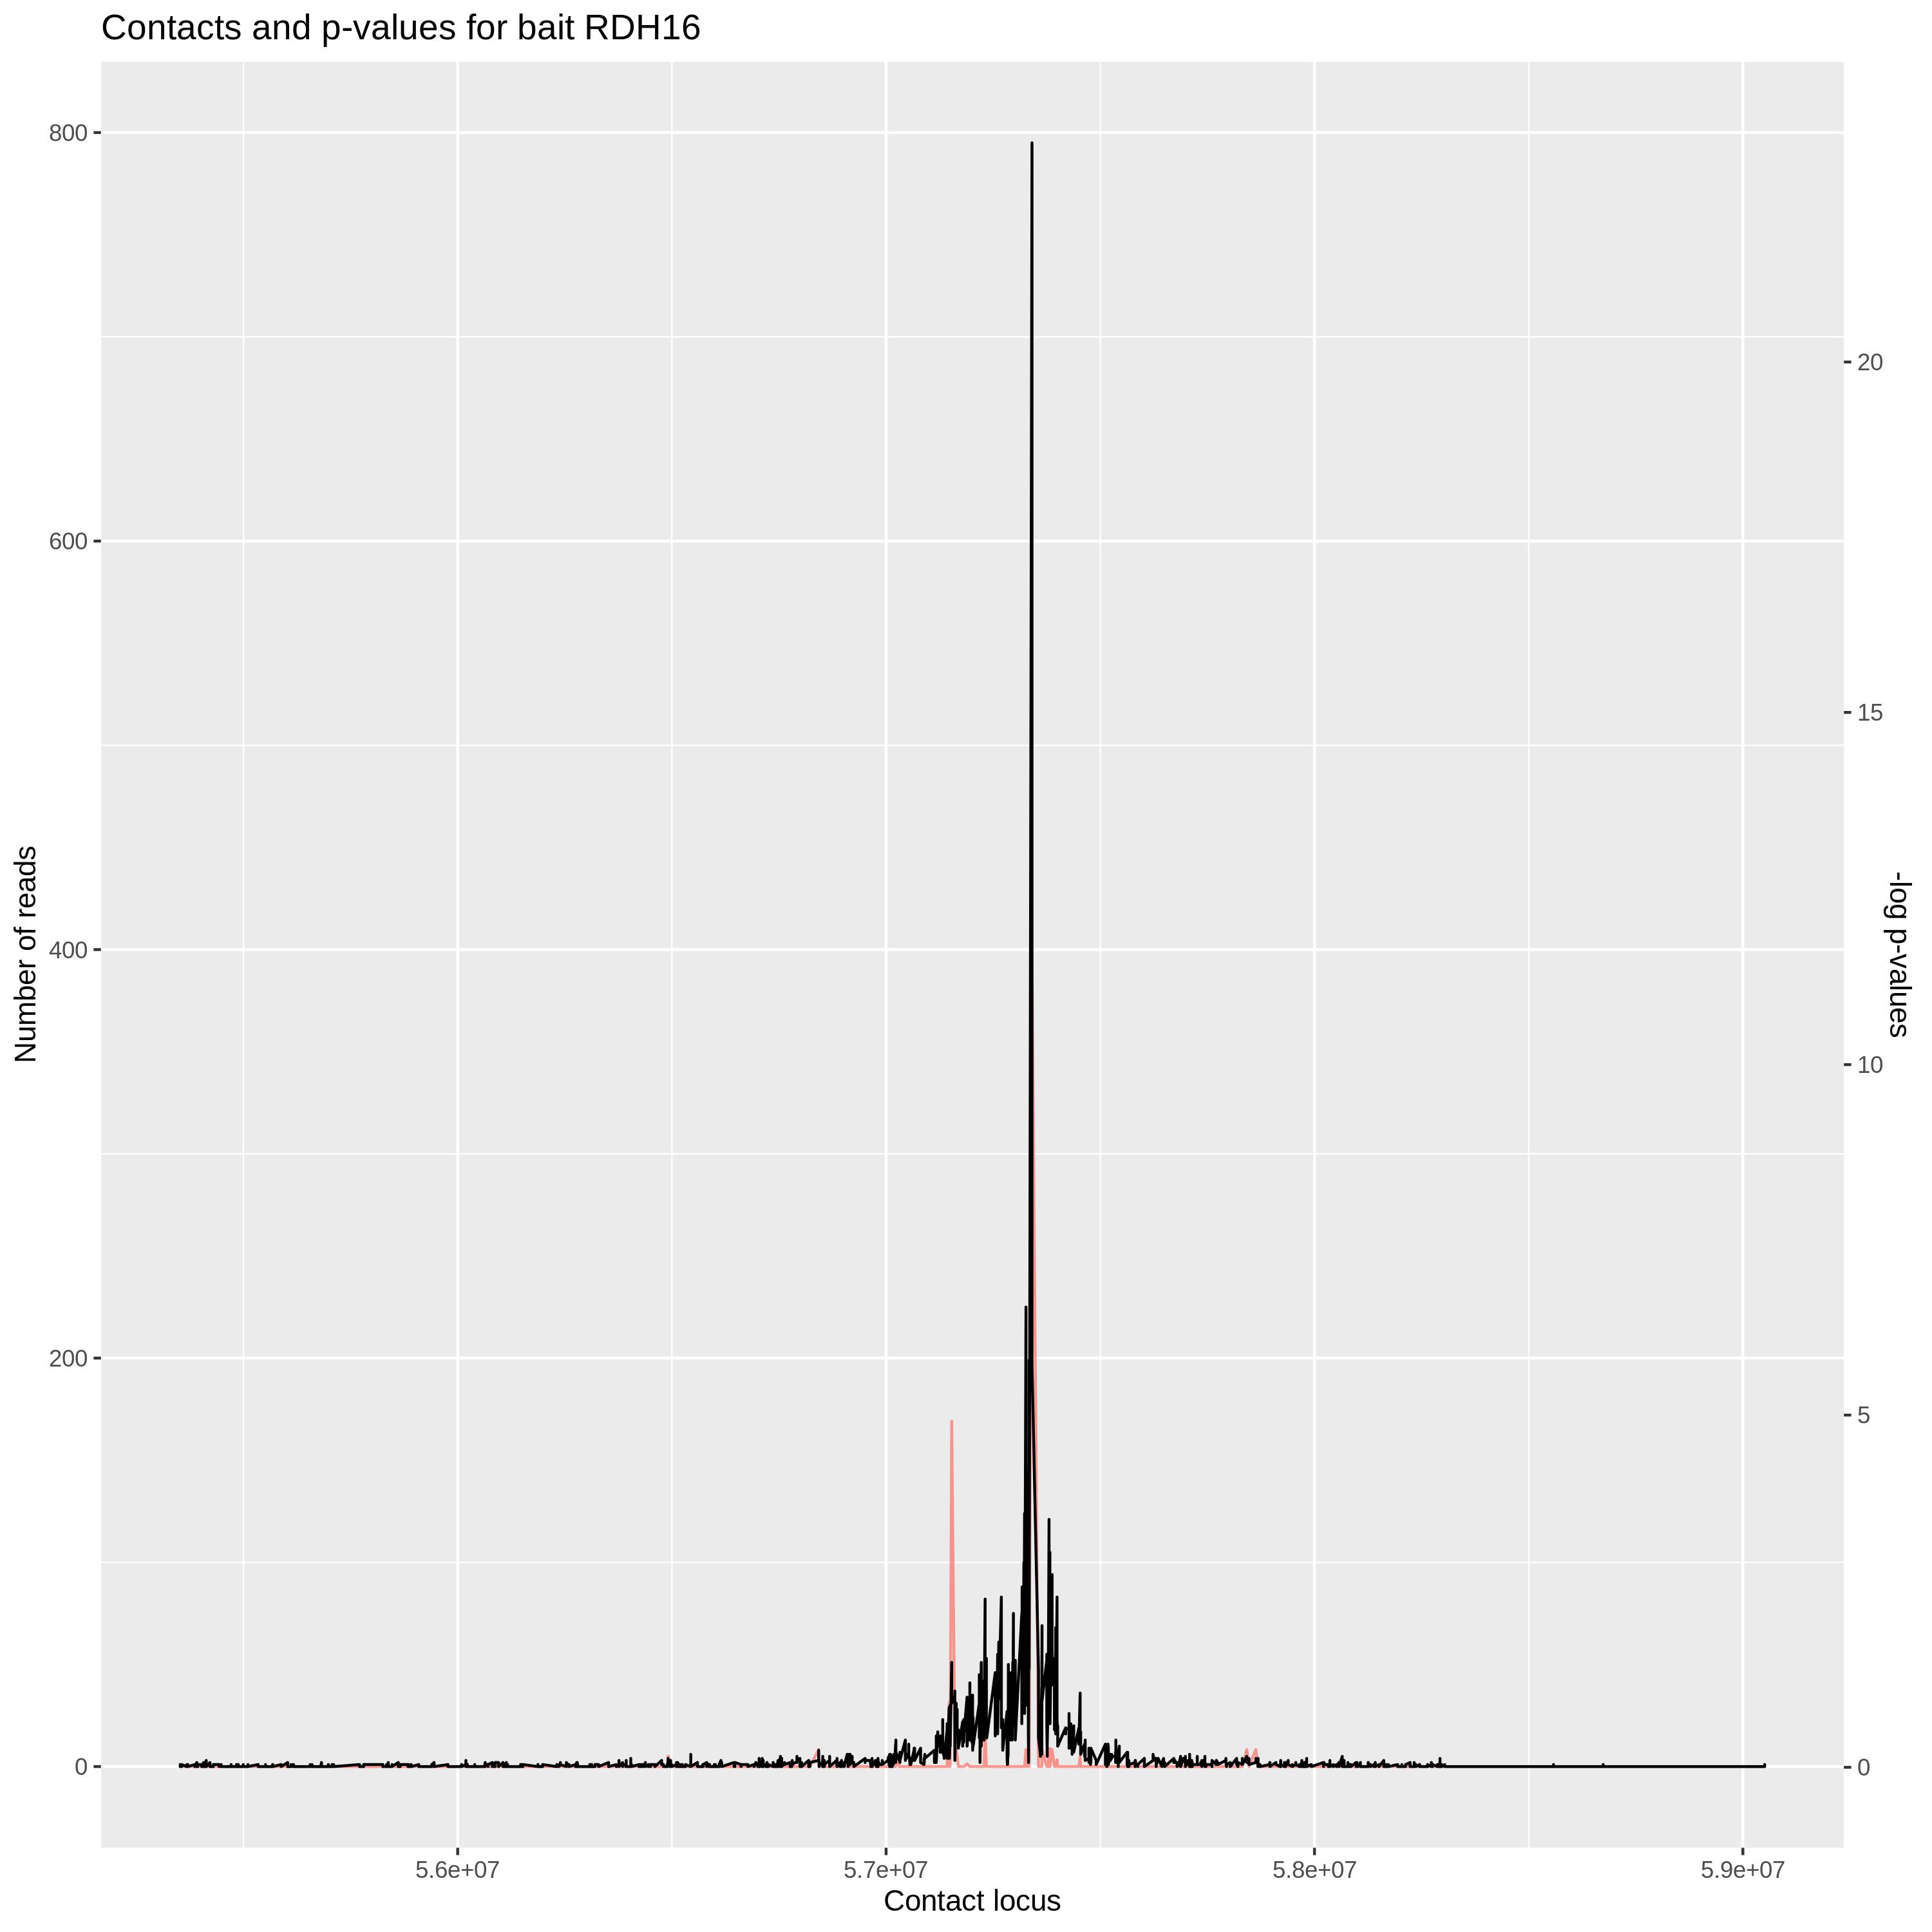 Contacts and p-values for bait RDH16
800
600
400
200
0
Number of reads
20
15
10
5
0
-log p-values
5.6e+07
5.7e+07
5.8e+07
5.9e+07
Contact locus